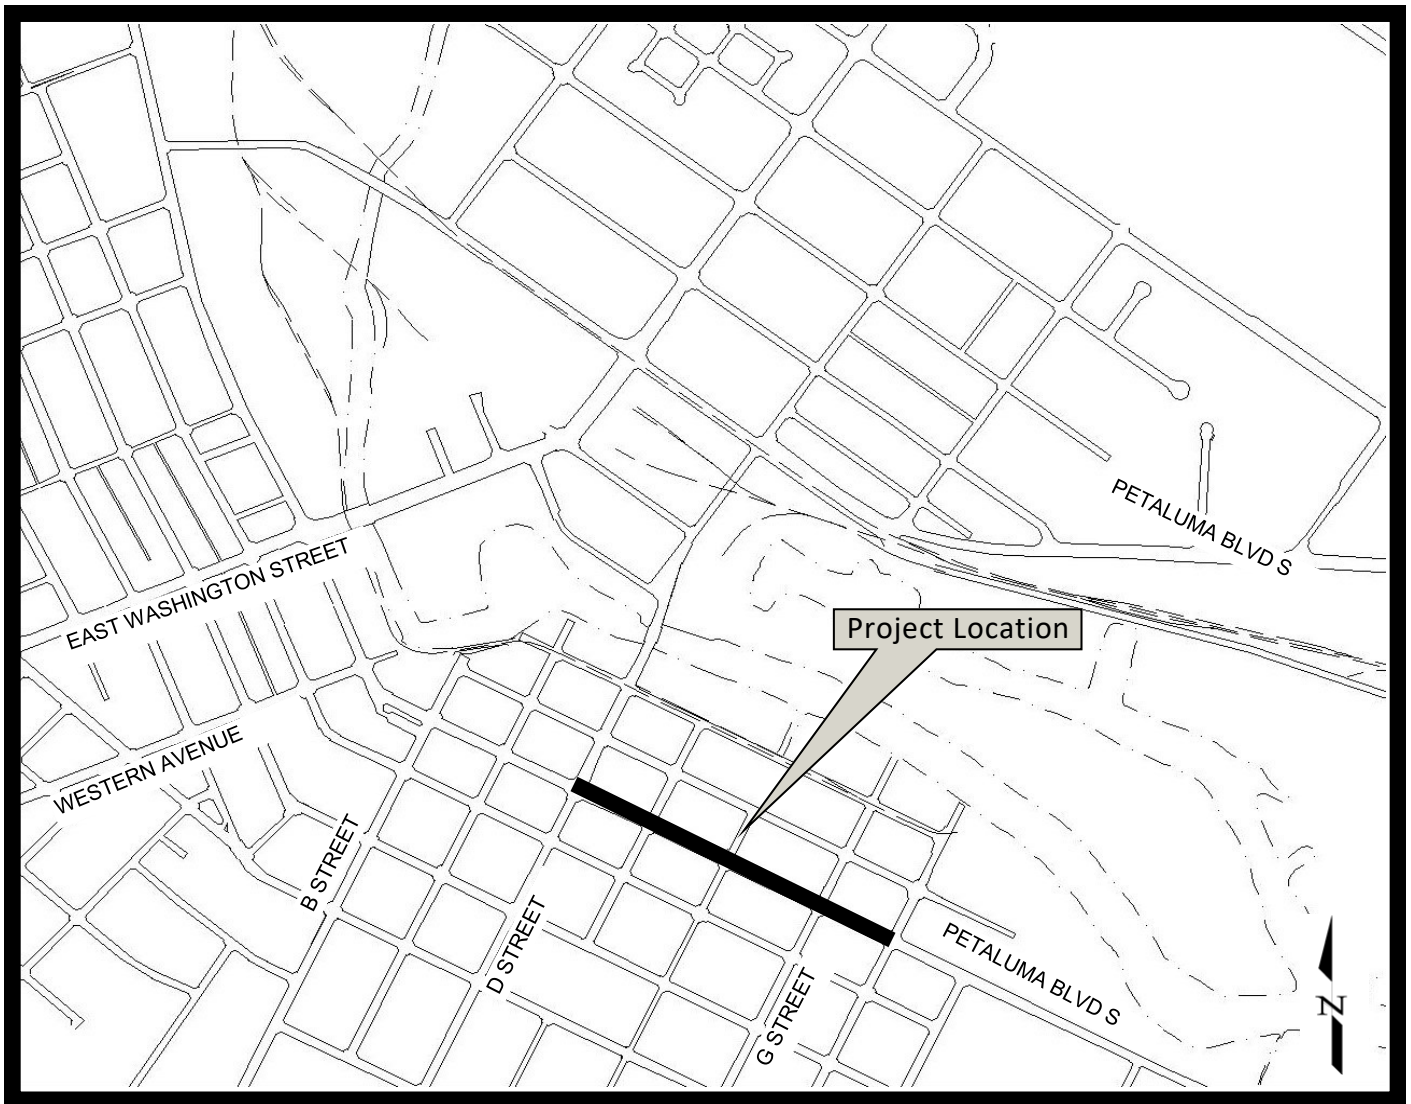 PETALUMA BLVD S
EAST WASHINGTON STREET
Project Location
WESTERN AVENUE
B STREET
D STREET
PETALUMA BLVD S
G STREET
N